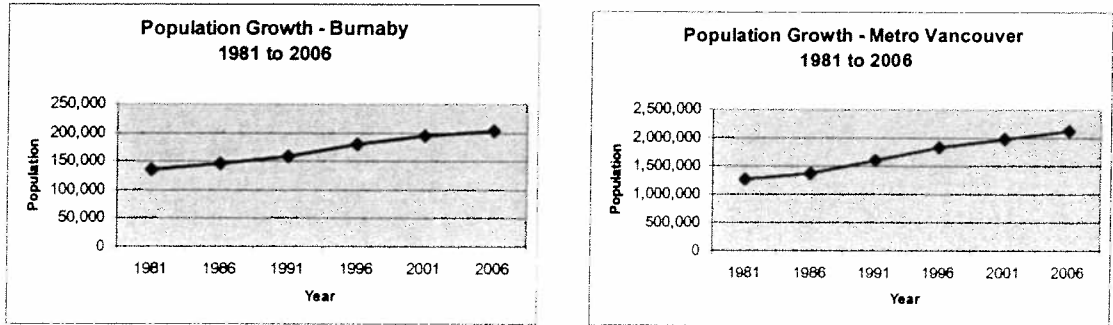 Population Growth - Burnaby
1981 to 2006
250,000
200,000
150,000
100,000
50,000
0
Population
1981 1986 1991 1996 2001 2006
Year
Population Growth - Metro Vancouver
1981 to 2006
2,500,000
2,000,000
1,500,000
1,000,000
500,000
0
Population
1981 1986 1991 1996 2001 2006
Year